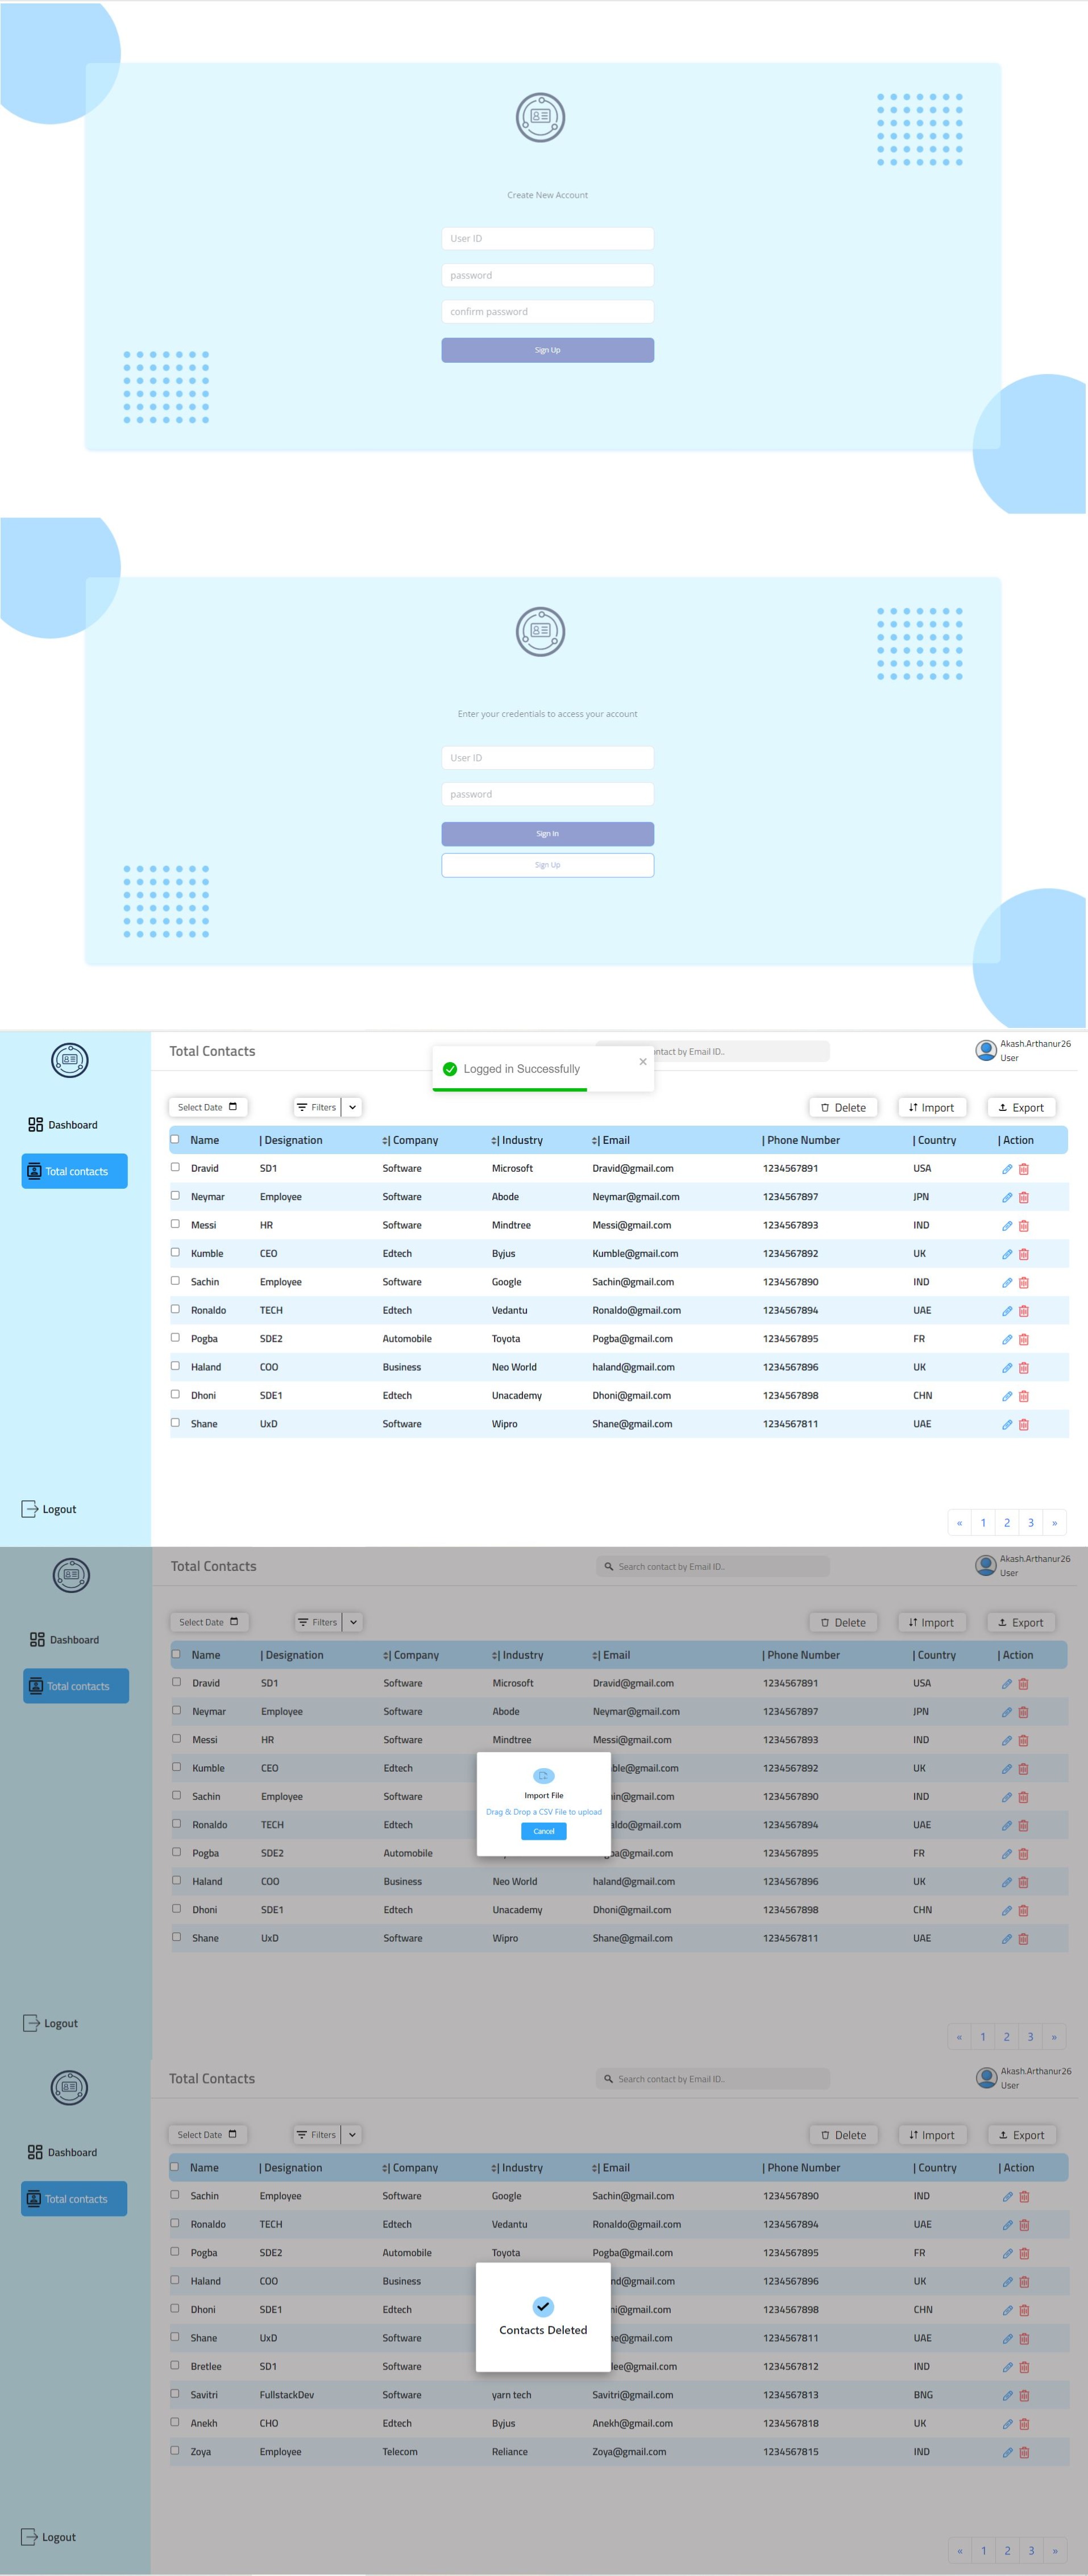 Create New Account
User ID
password
confirm password
Sign Up
Enter your credentials to access your account
User ID
password
Sign In
Sign Up
Total Contacts
ntact by Email ID..
Akash.Arthanur26
User
Logged in Successfully
Dashboard
Total contacts
Logout
Select Date
Filters
Delete
Import
Export
Name | Designation | Company | Industry | Email | Phone Number | Country | Action
Dravid SD1 Software Microsoft Dravid@gmail.com 1234567891 USA
Neymar Employee Software Abode Neymar@gmail.com 1234567897 JPN
Messi HR Software Mindtree Messi@gmail.com 1234567893 IND
Kumble CEO Edtech Byjus Kumble@gmail.com 1234567892 UK
Sachin Employee Software Google Sachin@gmail.com 1234567890 IND
Ronaldo TECH Edtech Vedantu Ronaldo@gmail.com 1234567894 UAE
Pogba SDE2 Automobile Toyota Pogba@gmail.com 1234567895 FR
Haland COO Business Neo World haland@gmail.com 1234567896 UK
Dhoni SDE1 Edtech Unacademy Dhoni@gmail.com 1234567898 CHN
Shane UxD Software Wipro Shane@gmail.com 1234567811 UAE
« 1 2 3 »
Total Contacts
Search contact by Email ID..
Akash.Arthanur26
User
Dashboard
Total contacts
Logout
Select Date
Filters
Delete
Import
Export
Name | Designation | Company | Industry | Email | Phone Number | Country | Action
Dravid SD1 Software Microsoft Dravid@gmail.com 1234567891 USA
Neymar Employee Software Abode Neymar@gmail.com 1234567897 JPN
Messi HR Software Mindtree Messi@gmail.com 1234567893 IND
Kumble CEO Edtech ble@gmail.com 1234567892 UK
Sachin Employee Software in@gmail.com 1234567890 IND
Ronaldo TECH Edtech aldo@gmail.com 1234567894 UAE
Pogba SDE2 Automobile ba@gmail.com 1234567895 FR
Haland COO Business Neo World haland@gmail.com 1234567896 UK
Dhoni SDE1 Edtech Unacademy Dhoni@gmail.com 1234567898 CHN
Shane UxD Software Wipro Shane@gmail.com 1234567811 UAE
Import File
Drag & Drop a CSV File to upload
Cancel
« 1 2 3 »
Total Contacts
Search contact by Email ID..
Akash.Arthanur26
User
Dashboard
Total contacts
Logout
Select Date
Filters
Delete
Import
Export
Name | Designation | Company | Industry | Email | Phone Number | Country | Action
Sachin Employee Software Google Sachin@gmail.com 1234567890 IND
Ronaldo TECH Edtech Vedantu Ronaldo@gmail.com 1234567894 UAE
Pogba SDE2 Automobile Toyota Pogba@gmail.com 1234567895 FR
Haland COO Business nd@gmail.com 1234567896 UK
Dhoni SDE1 Edtech ni@gmail.com 1234567898 CHN
Shane UxD Software ne@gmail.com 1234567811 UAE
Bretlee SD1 Software lee@gmail.com 1234567812 IND
Savitri FullstackDev Software yarn tech Savitri@gmail.com 1234567813 BNG
Anekh CHO Edtech Byjus Anekh@gmail.com 1234567818 UK
Zoya Employee Telecom Reliance Zoya@gmail.com 1234567815 IND
Contacts Deleted
« 1 2 3 »